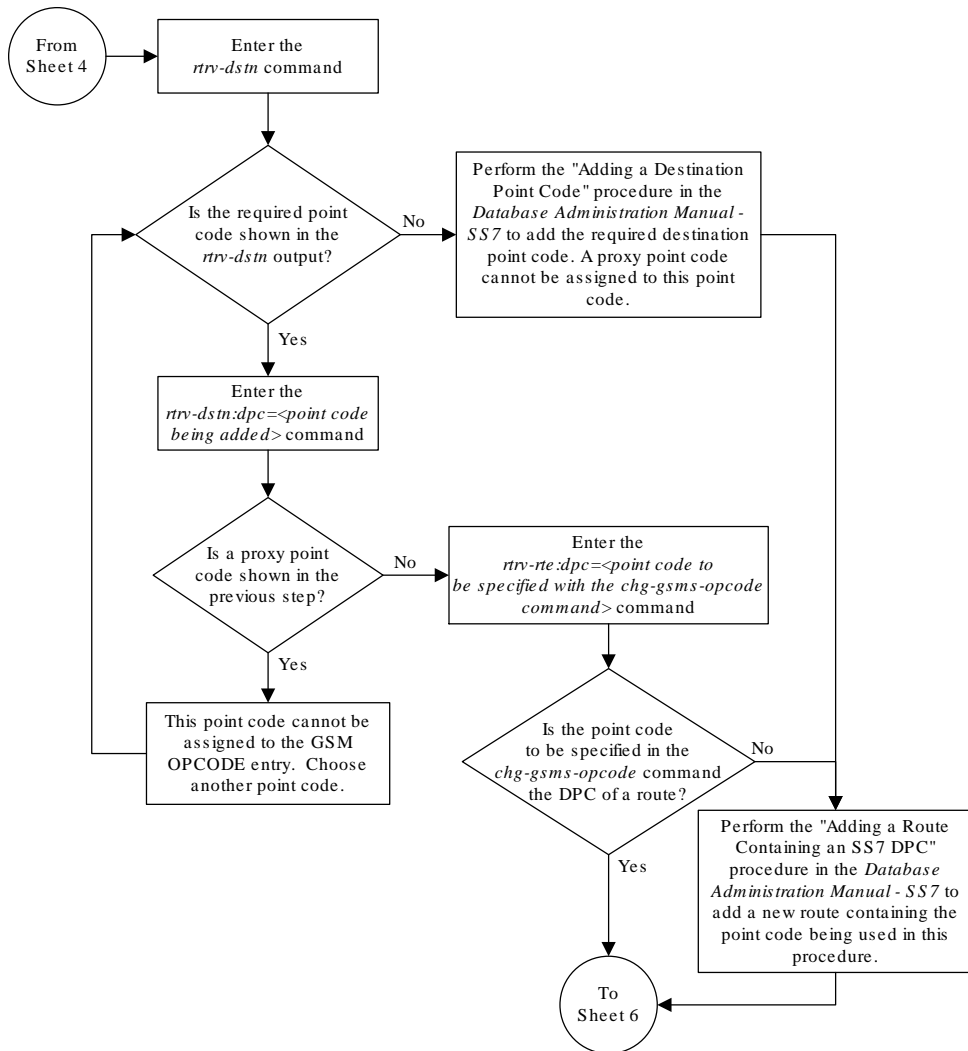 From
Sheet 4
Enter the
rtrv-dstn command
Is the required point
code shown in the
rtrv-dstn output?
No
Perform the "Adding a Destination
Point Code" procedure in the
Database Administration Manual -
SS7 to add the required destination
point code. A proxy point code
cannot be assigned to this point
code.
Yes
Enter the
rtrv-dstn:dpc=<point code
being added> command
Is a proxy point
code shown in the
previous step?
No
Enter the
rtrv-rte:dpc=<point code to
be specified with the chg-gsms-opcode
command> command
Yes
This point code cannot be
assigned to the GSM
OPCODE entry. Choose
another point code.
Is the point code
to be specified in the
chg-gsms-opcode command
the DPC of a route?
No
Yes
Perform the "Adding a Route
Containing an SS7 DPC"
procedure in the Database
Administration Manual - SS7 to
add a new route containing the
point code being used in this
procedure.
To
Sheet 6